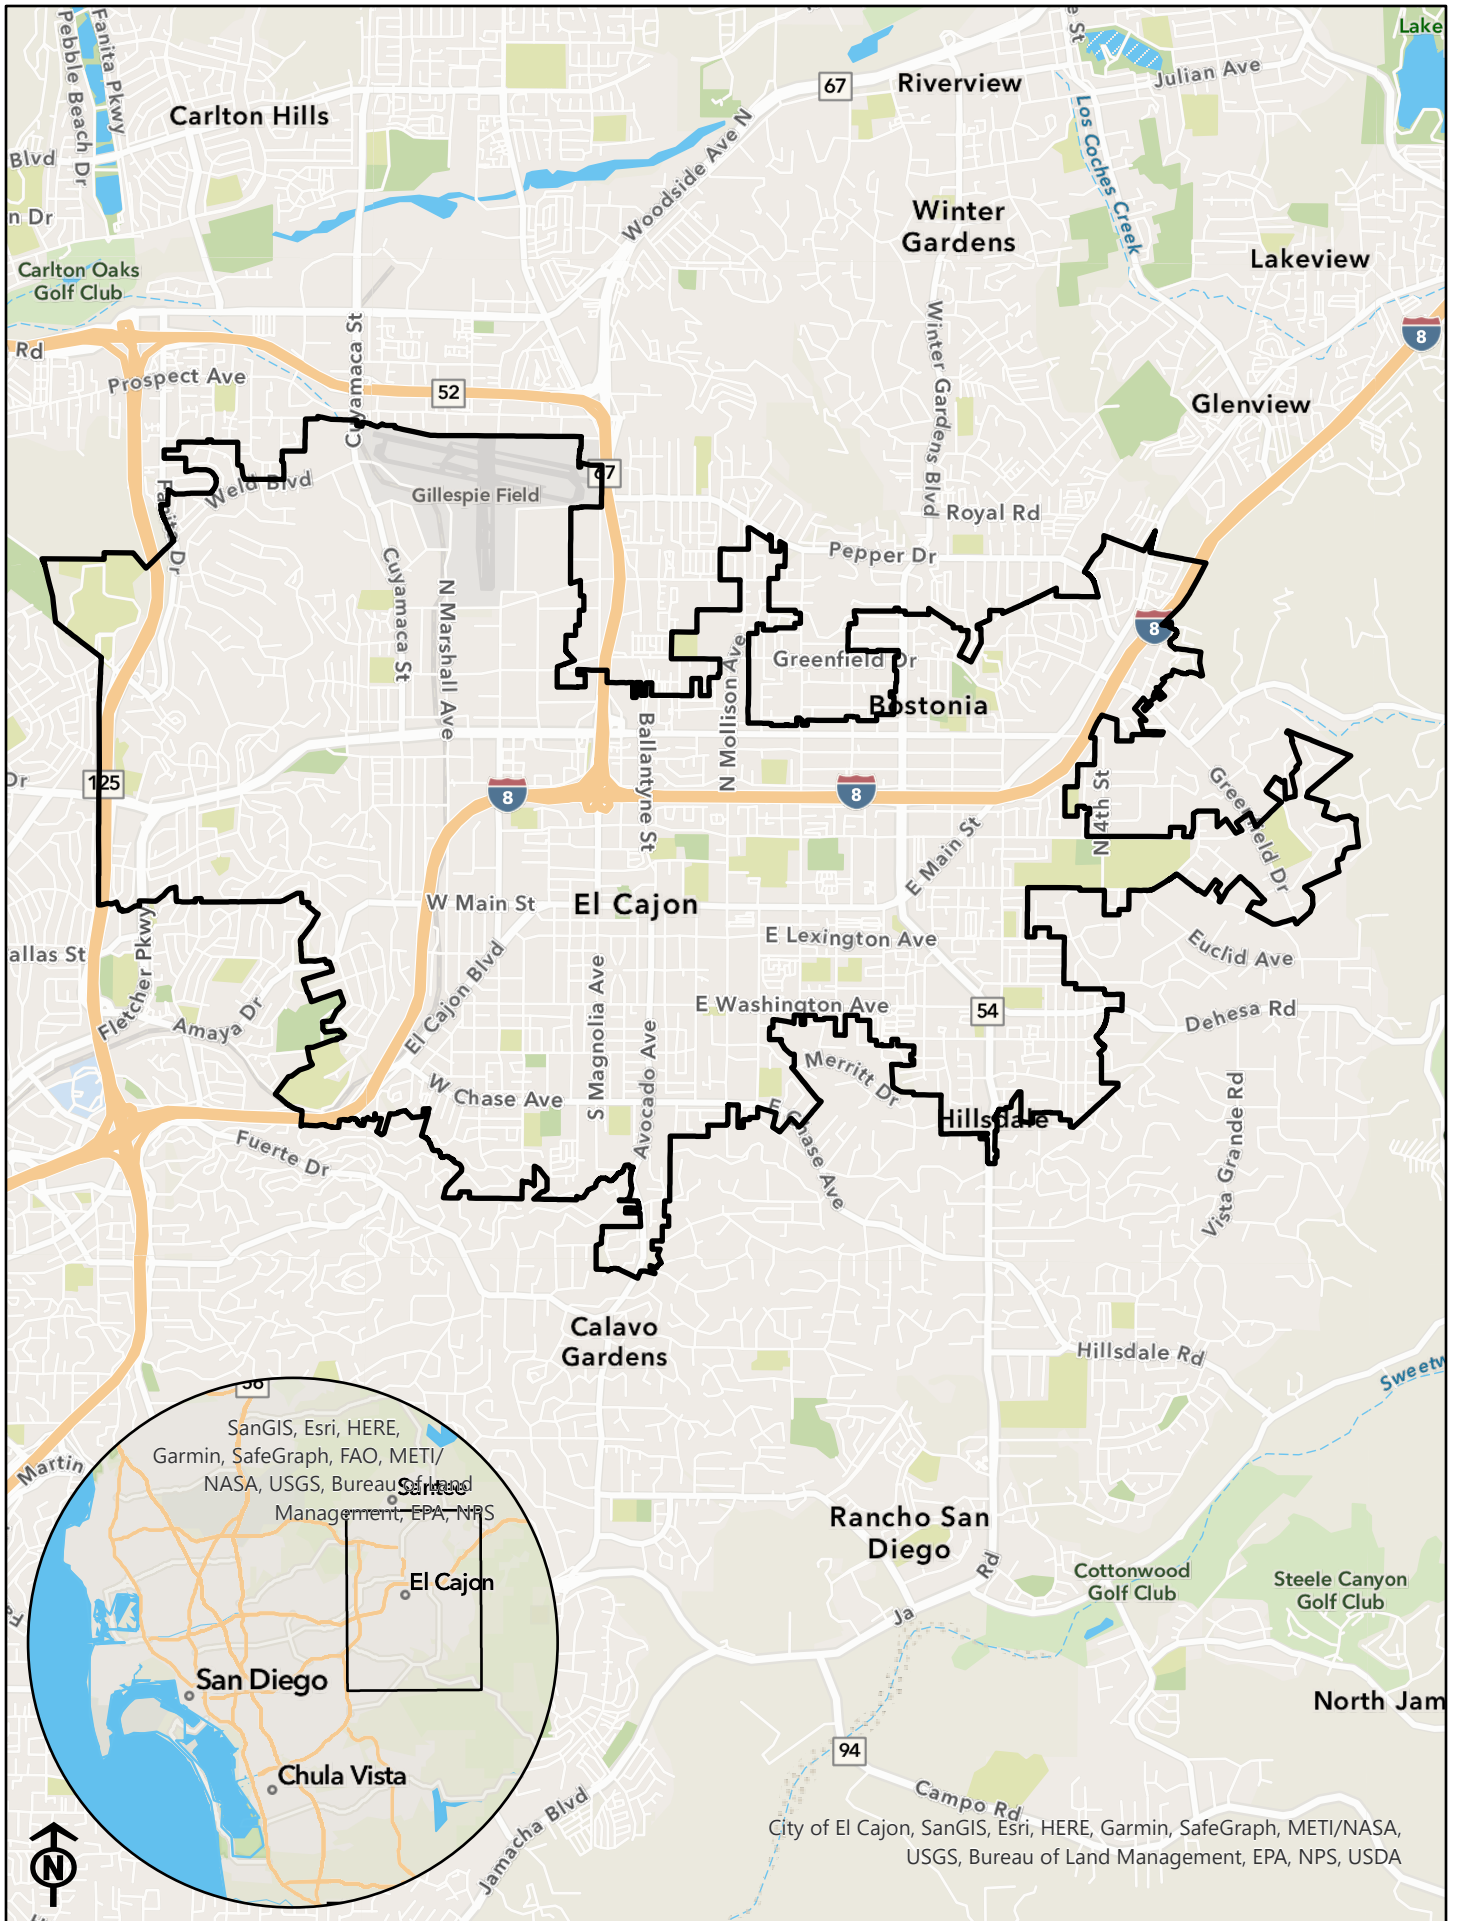 Lake
Fanita Pkwy
Pebble Beach Dr
Carlton Hills
67
Riverview
Julian Ave
Blvd
Woodside Ave N
Los Coches Creek
n Dr
Winter
Gardens
Lakeview
Carlton Oaks
Golf Club
8
Rd
Prospect Ave
Cuyamaca St
52
Winter Gardens Blvd
Glenview
Fanita Dr
Weld Blvd
Gillespie Field
67
Royal Rd
Pepper Dr
Cuyamaca St
N Marshall Ave
8
Greenfield Dr
Bostonia
Ballantyne St
N Mollison Ave
Dr
125
8
8
N 4th St
Greenfield Dr
E Main St
W Main St
El Cajon
E Lexington Ave
allas St
Fletcher Pkwy
Euclid Ave
El Cajon Blvd
Amaya Dr
E Washington Ave
54
Dehesa Rd
S Magnolia Ave
Avocado Ave
Merritt Dr
W Chase Ave
Hillsdale
E Chase Ave
Fuerte Dr
Vista Grande Rd
Calavo
Gardens
Hillsdale Rd
Sweetw
Martin
SanGIS, Esri, HERE,
Garmin, SafeGraph, FAO, METI/
NASA, USGS, Bureau of Land
Management, EPA, NPS
Santee
El Cajon
San Diego
Chula Vista
Rancho San
Diego
Rd
Cottonwood
Golf Club
Steele Canyon
Golf Club
Ja
North Jam
94
Campo Rd
Jamacha Blvd
City of El Cajon, SanGIS, Esri, HERE, Garmin, SafeGraph, METI/NASA,
USGS, Bureau of Land Management, EPA, NPS, USDA
N